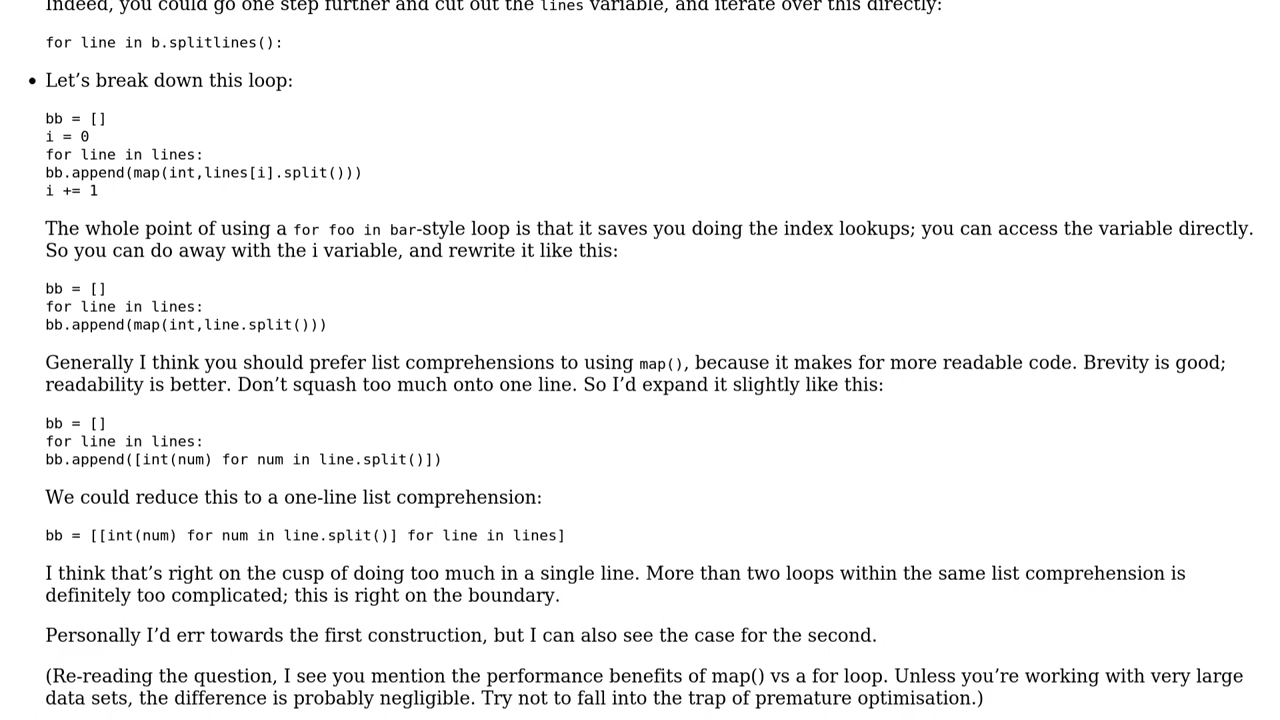 Indeed, you could go one step further and cut out the lines variable, and iterate over this directly:
for line in b.splitlines():
• Let’s break down this loop:
bb = []
i = 0
for line in lines:
bb.append(map(int,lines[i].split()))
i += 1
The whole point of using a for foo in bar-style loop is that it saves you doing the index lookups; you can access the variable directly.
So you can do away with the i variable, and rewrite it like this:
bb = []
for line in lines:
bb.append(map(int,line.split()))
Generally I think you should prefer list comprehensions to using map(), because it makes for more readable code. Brevity is good;
readability is better. Don’t squash too much onto one line. So I’d expand it slightly like this:
bb = []
for line in lines:
bb.append([int(num) for num in line.split()])
We could reduce this to a one-line list comprehension:
bb = [[int(num) for num in line.split()] for line in lines]
I think that’s right on the cusp of doing too much in a single line. More than two loops within the same list comprehension is
definitely too complicated; this is right on the boundary.
Personally I’d err towards the first construction, but I can also see the case for the second.
(Re-reading the question, I see you mention the performance benefits of map() vs a for loop. Unless you’re working with very large
data sets, the difference is probably negligible. Try not to fall into the trap of premature optimisation.)